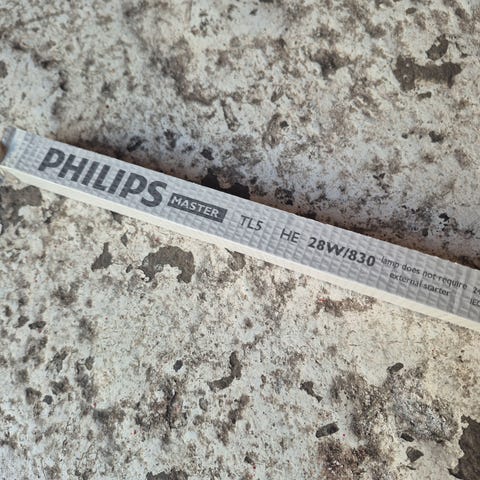 PHILIPS MASTER TL5 HE 28W/830 lamp does not require
external starter